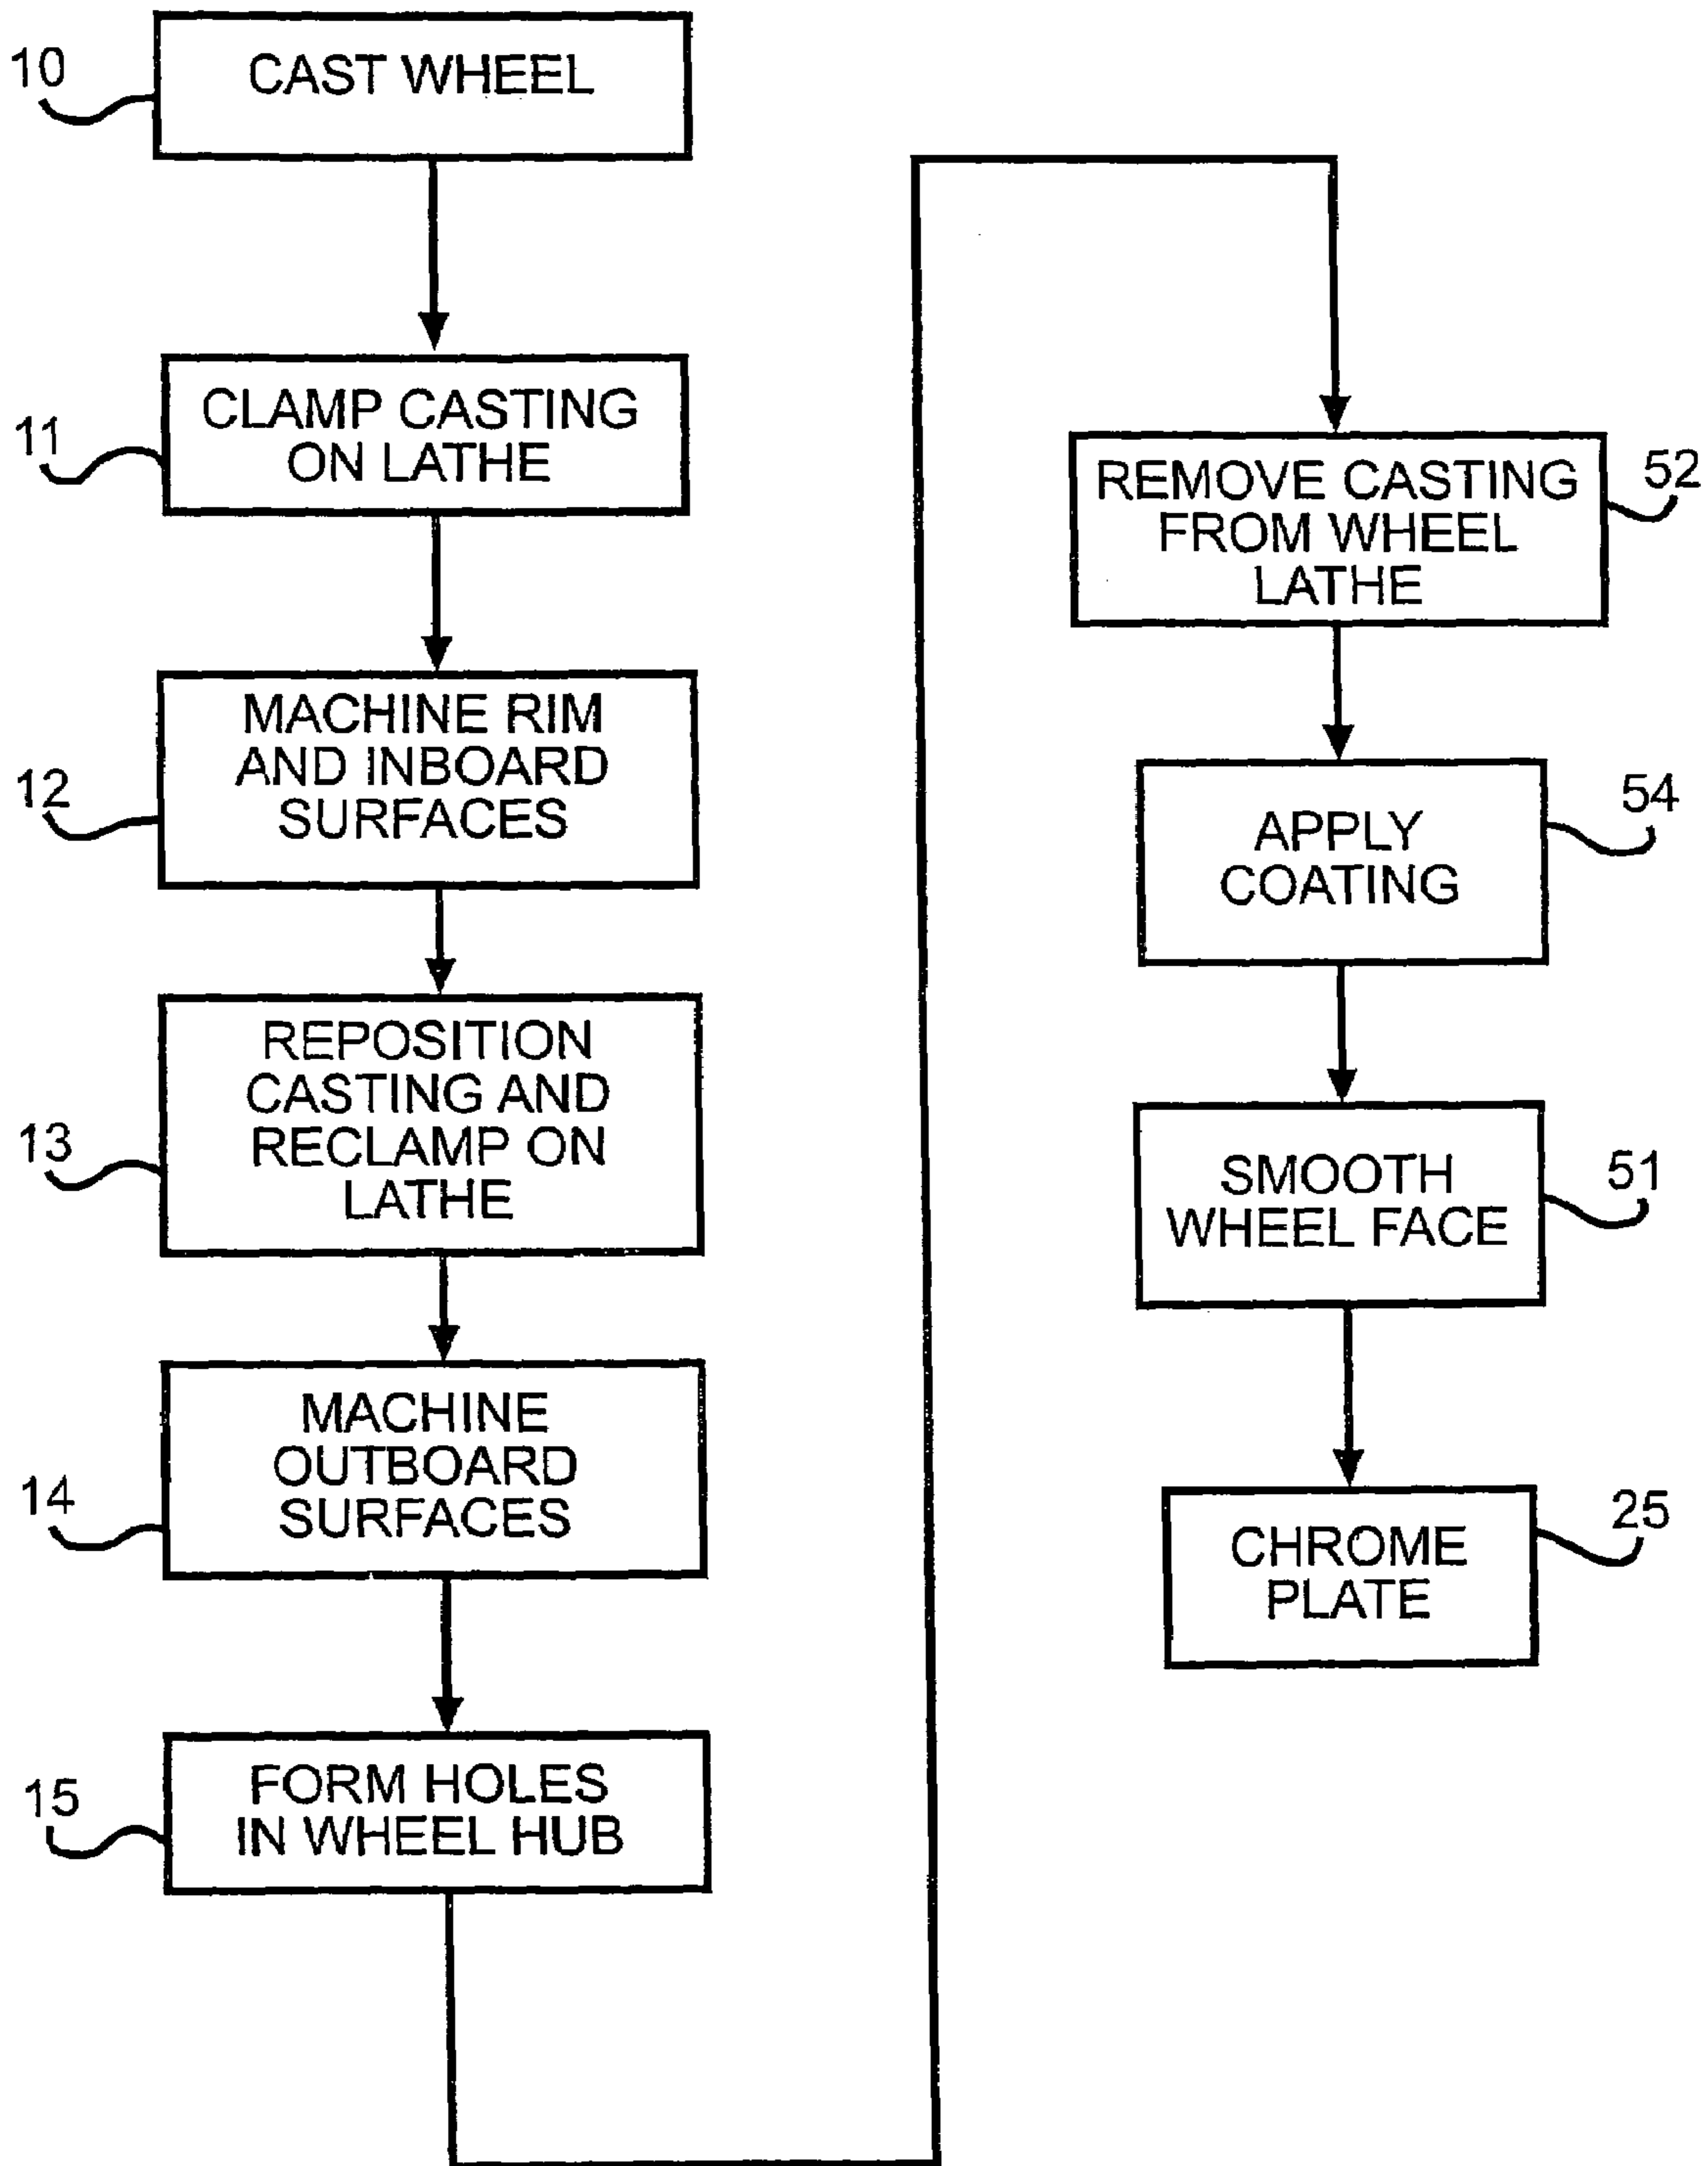 10
CAST WHEEL
11
CLAMP CASTING
ON LATHE
12
MACHINE RIM
AND INBOARD
SURFACES
13
REPOSITION
CASTING AND
RECLAMP ON
LATHE
14
MACHINE
OUTBOARD
SURFACES
15
FORM HOLES
IN WHEEL HUB
52
REMOVE CASTING
FROM WHEEL
LATHE
54
APPLY
COATING
51
SMOOTH
WHEEL FACE
25
CHROME
PLATE